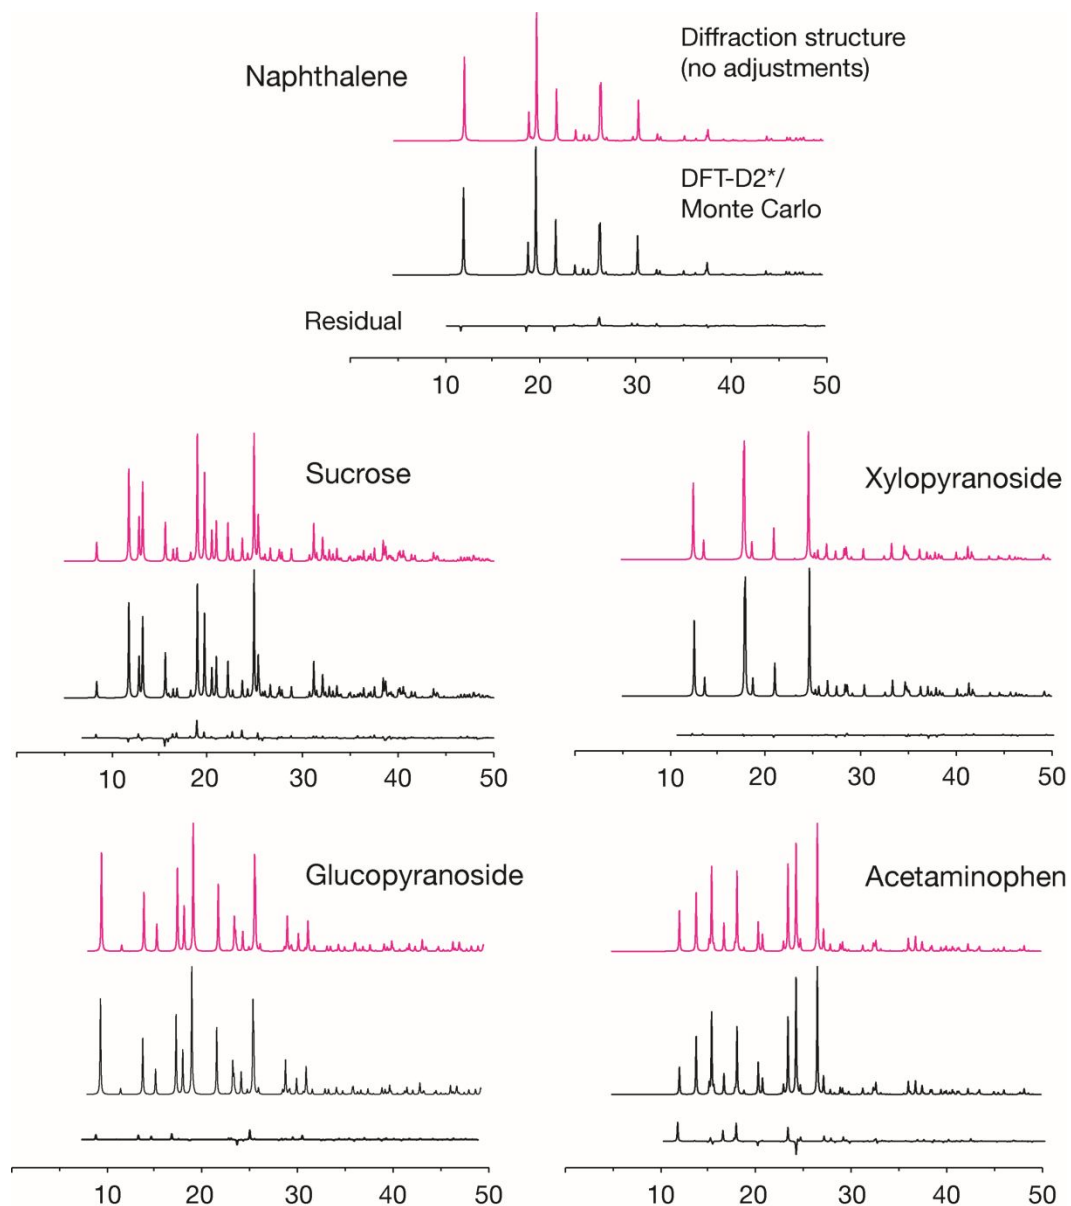 Diffraction structure
(no adjustments)
Naphthalene
DFT-D2*/
Monte Carlo
Residual
10 20 30 40 50
Sucrose
Xylopyranoside
10 20 30 40 50
10 20 30 40 50
Glucopyranoside
Acetaminophen
10 20 30 40 50
10 20 30 40 50